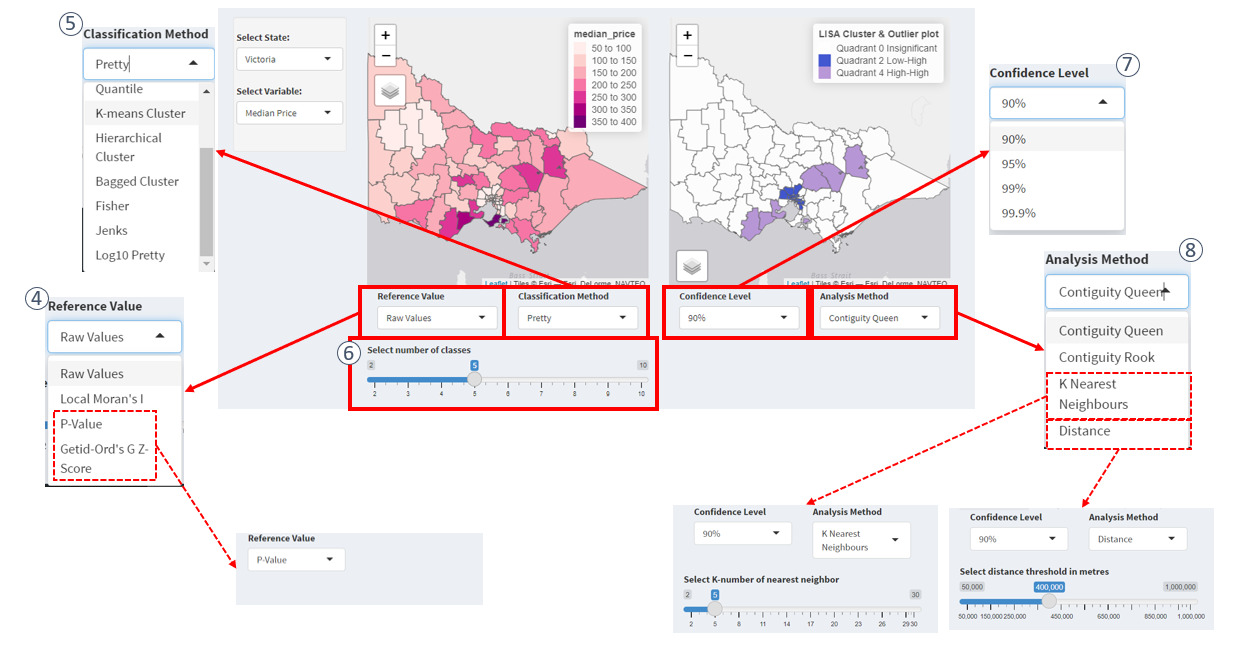 ⑤
Classification Method
Pretty
Quantile
K-means Cluster
Hierarchical
Cluster
Bagged Cluster
Fisher
Jenks
Log10 Pretty
④
Reference Value
Raw Values
Raw Values
Local Moran's I
P-Value
Getid-Ord's G Z-
Score
Select State:
Victoria
Select Variable:
Median Price
+
−
median_price
50 to 100
100 to 150
150 to 200
200 to 250
250 to 300
300 to 350
350 to 400
Bass Strait
Leaflet | Tiles © Esri — Esri, DeLorme, NAVTEQ
+
−
LISA Cluster & Outlier plot
Quadrant 0 Insignificant
Quadrant 2 Low-High
Quadrant 4 High-High
Bass Strait
Leaflet | Tiles © Esri — Esri, DeLorme, NAVTEQ
Reference Value
Raw Values
Classification Method
Pretty
Confidence Level
90%
Analysis Method
Contiguity Queen
⑥
Select number of classes
2 5 10
2 3 4 5 6 7 8 9 10
⑦
Confidence Level
90%
90%
95%
99%
99.9%
⑧
Analysis Method
Contiguity Queen
Contiguity Queen
Contiguity Rook
K Nearest
Neighbours
Distance
Reference Value
P-Value
Confidence Level
90%
Analysis Method
K Nearest
Neighbours
Select K-number of nearest neighbor
2 5 30
2 5 8 11 14 17 20 23 26 29 30
Confidence Level
90%
Analysis Method
Distance
Select distance threshold in metres
50,000 400,000 1,000,000
50,000 150,000 250,000 450,000 650,000 850,000 1,000,000